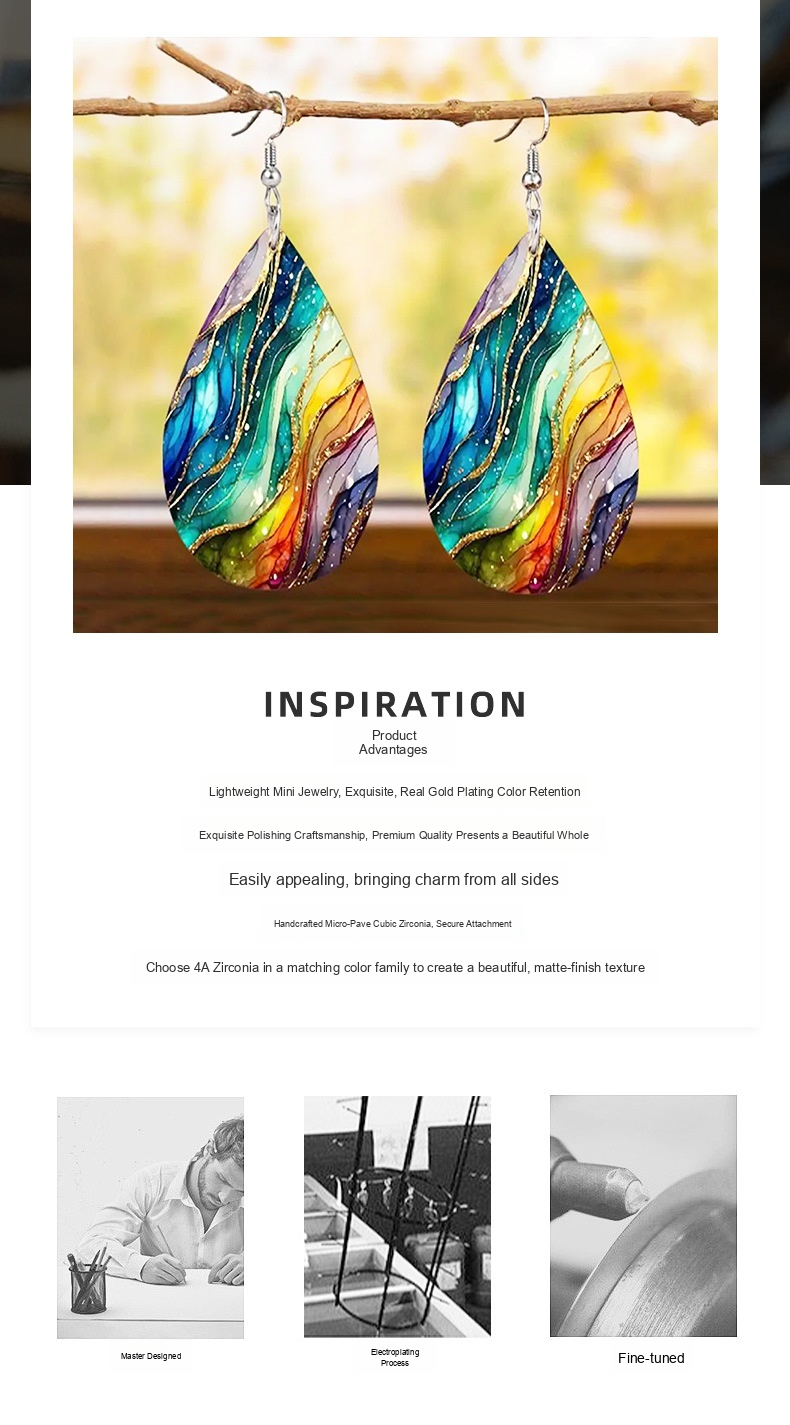 INSPIRATION
Product
Advantages
Lightweight Mini Jewelry, Exquisite, Real Gold Plating Color Retention
Exquisite Polishing Craftsmanship, Premium Quality Presents a Beautiful Whole
Easily appealing, bringing charm from all sides
Handcrafted Micro-Pave Cubic Zirconia, Secure Attachment
Choose 4A Zirconia in a matching color family to create a beautiful, matte-finish texture
Master Designed
Electroplating
Process
Fine-tuned